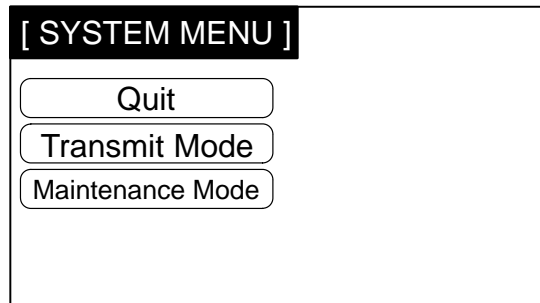 [ SYSTEM MENU ]
Quit
Transmit Mode
Maintenance Mode